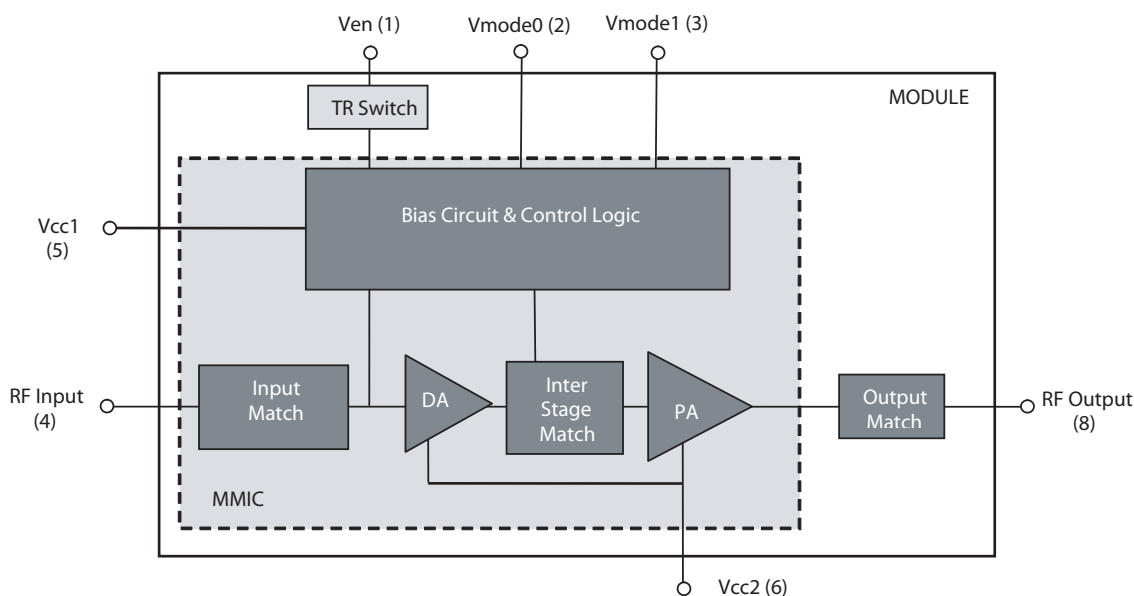 Ven (1)
Vmode0 (2)
Vmode1 (3)
MODULE
TR Switch
Bias Circuit & Control Logic
Vcc1
(5)
RF Input
(4)
Input
Match
DA
Inter
Stage
Match
PA
Output
Match
RF Output
(8)
MMIC
Vcc2 (6)